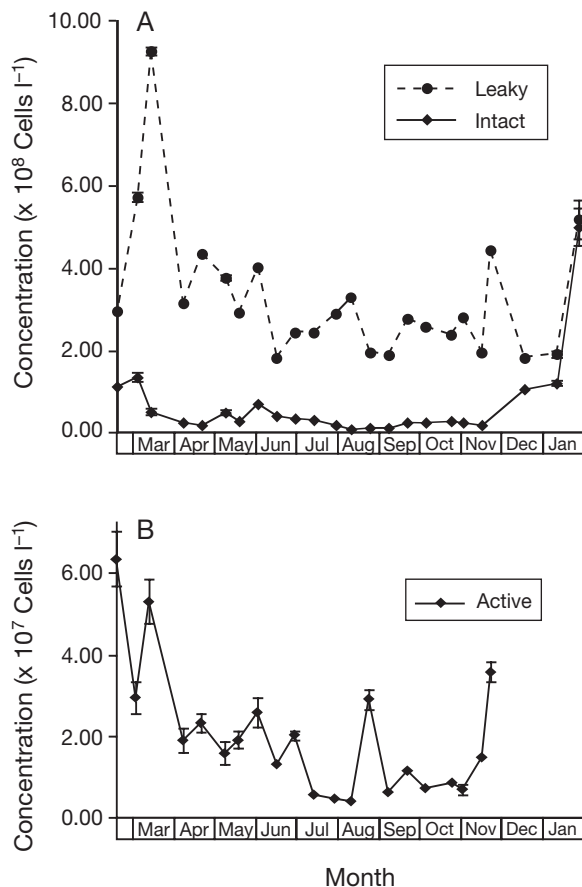 A
10.00
8.00
6.00
4.00
2.00
0.00
Concentration (x 10⁸ Cells l⁻¹)
Leaky
Intact
Mar Apr May Jun Jul Aug Sep Oct Nov Dec Jan
B
6.00
4.00
2.00
0.00
Concentration (x 10⁷ Cells l⁻¹)
Active
Mar Apr May Jun Jul Aug Sep Oct Nov Dec Jan
Month